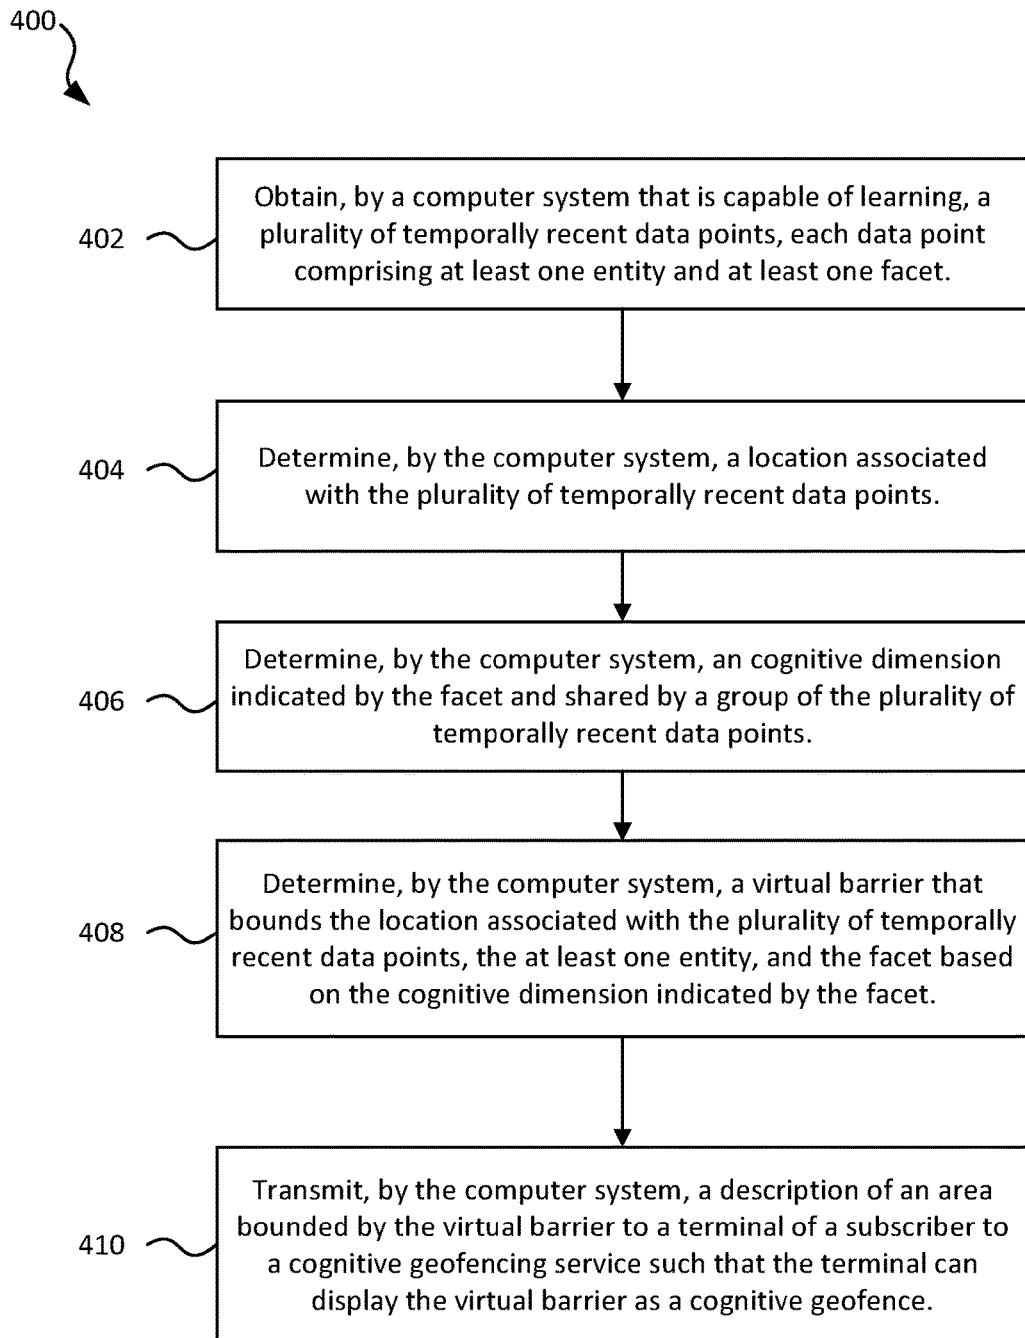 400
402
Obtain, by a computer system that is capable of learning, a
plurality of temporally recent data points, each data point
comprising at least one entity and at least one facet.
404
Determine, by the computer system, a location associated
with the plurality of temporally recent data points.
406
Determine, by the computer system, an cognitive dimension
indicated by the facet and shared by a group of the plurality of
temporally recent data points.
408
Determine, by the computer system, a virtual barrier that
bounds the location associated with the plurality of temporally
recent data points, the at least one entity, and the facet based
on the cognitive dimension indicated by the facet.
410
Transmit, by the computer system, a description of an area
bounded by the virtual barrier to a terminal of a subscriber to
a cognitive geofencing service such that the terminal can
display the virtual barrier as a cognitive geofence.